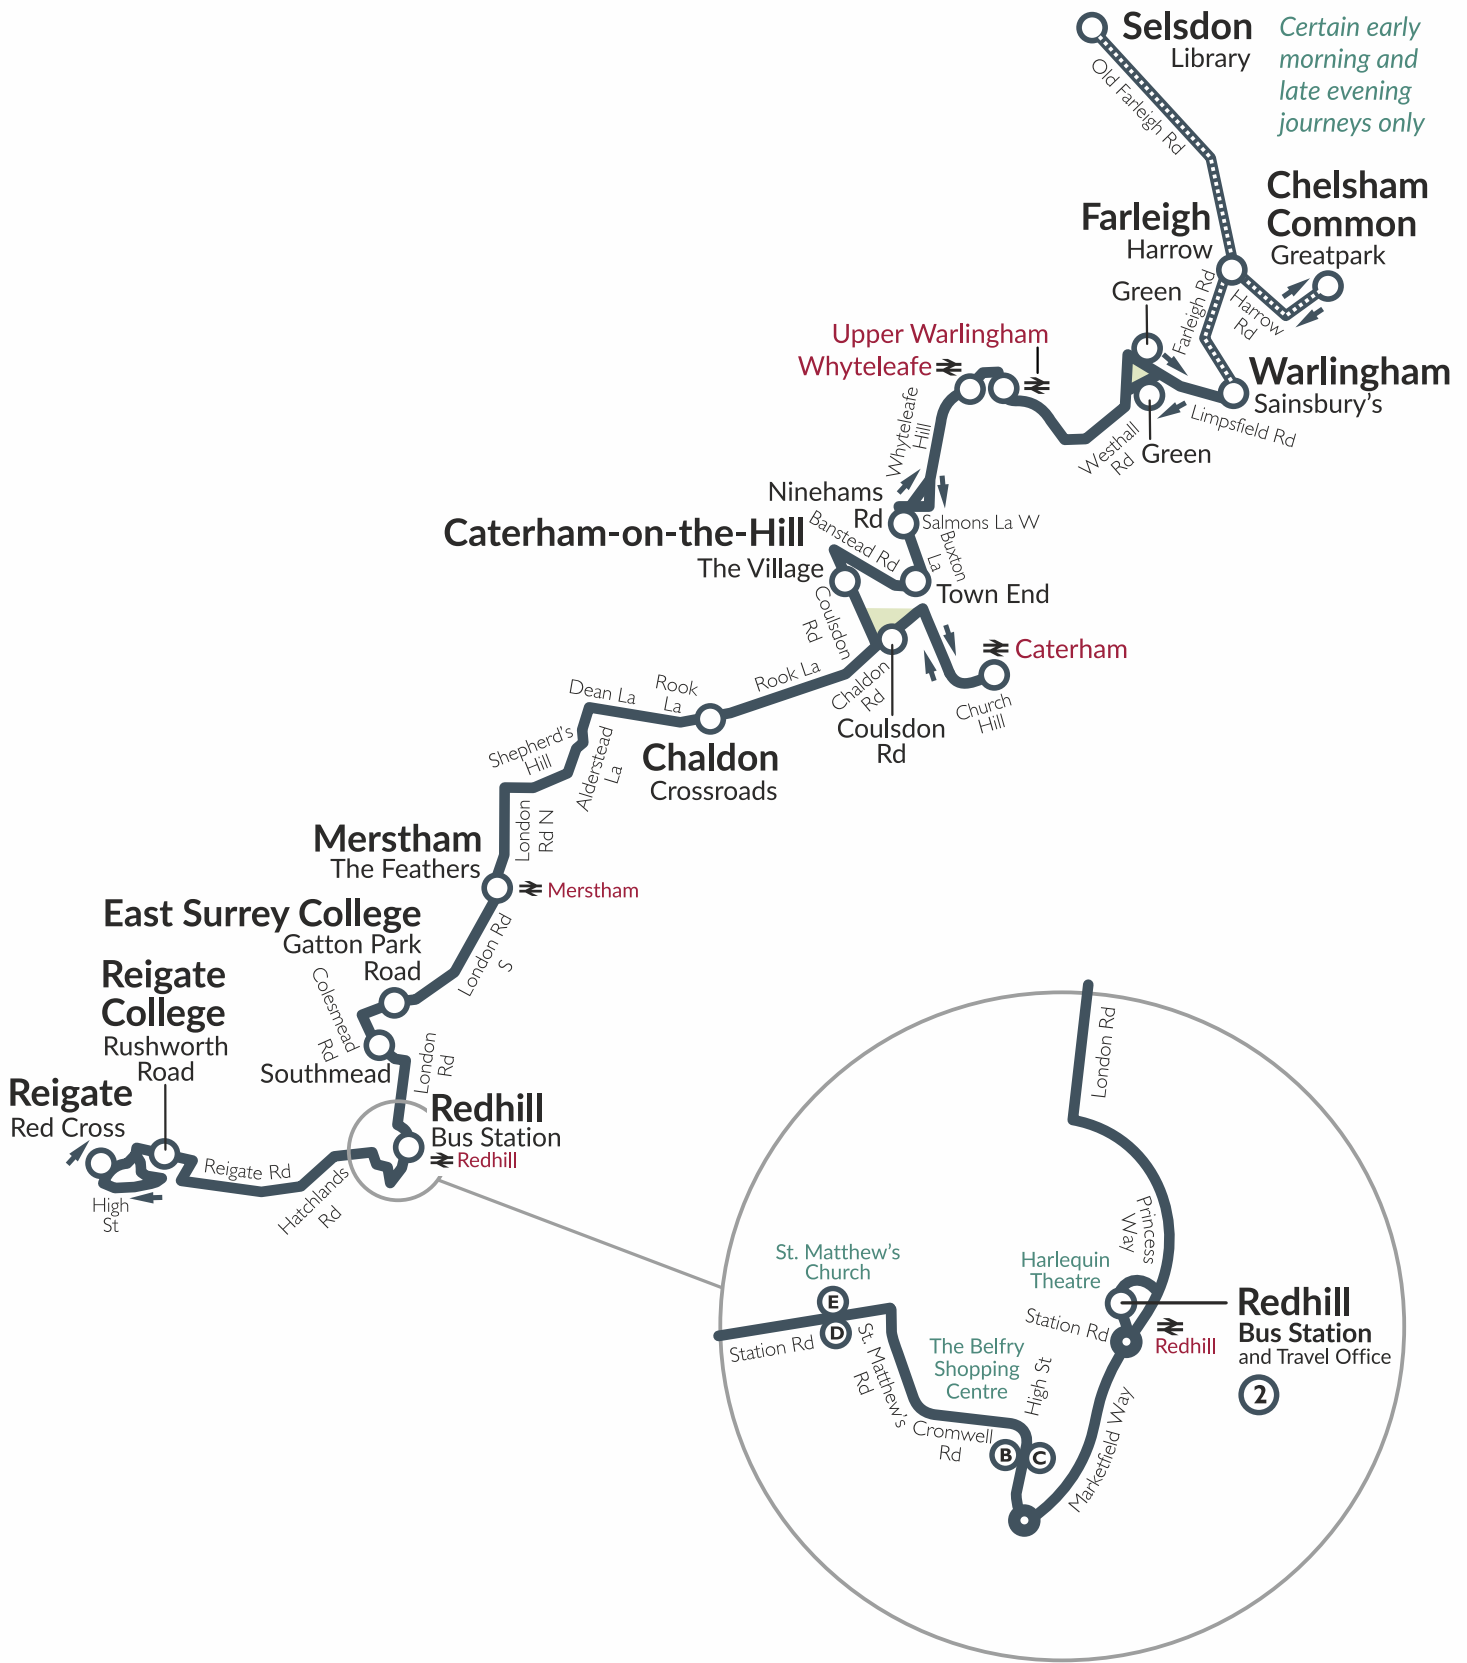 Selsdon
Library
Certain early
morning and
late evening
journeys only
Old Farleigh Rd
Chelsham
Common
Greatpark
Farleigh
Harrow
Green
Farleigh Rd
Harrow
Rd
Upper Warlingham
Whyteleafe
Warlingham
Sainsbury's
Limpsfield Rd
Whyteleafe
Hill
Westhall
Rd
Green
Ninehams
Rd
Salmons La W
Caterham-on-the-Hill
The Village
Banstead Rd
Buxton
La
Town End
Coulsdon
Rd
Caterham
Church
Hill
Chaldon
Rd
Coulsdon
Rd
Rook La
Rook
La
Dean La
Chaldon
Crossroads
Shepherd's
Hill
Alderstead
La
London
Rd N
Merstham
The Feathers
Merstham
East Surrey College
Gatton Park
Road
London Rd
S
Reigate
College
Rushworth
Road
Colesmead
Rd
Southmead
London
Rd
Reigate
Red Cross
Redhill
Bus Station
Redhill
Reigate Rd
High
St
Hatchlands
Rd
London Rd
Princess
Way
St. Matthew's
Church
E
D
Station Rd
St. Matthew's
Rd
Harlequin
Theatre
Station Rd
Redhill
Redhill
Bus Station
and Travel Office
2
The Belfry
Shopping
Centre
High St
Cromwell
Rd
B
C
Marketfield Way